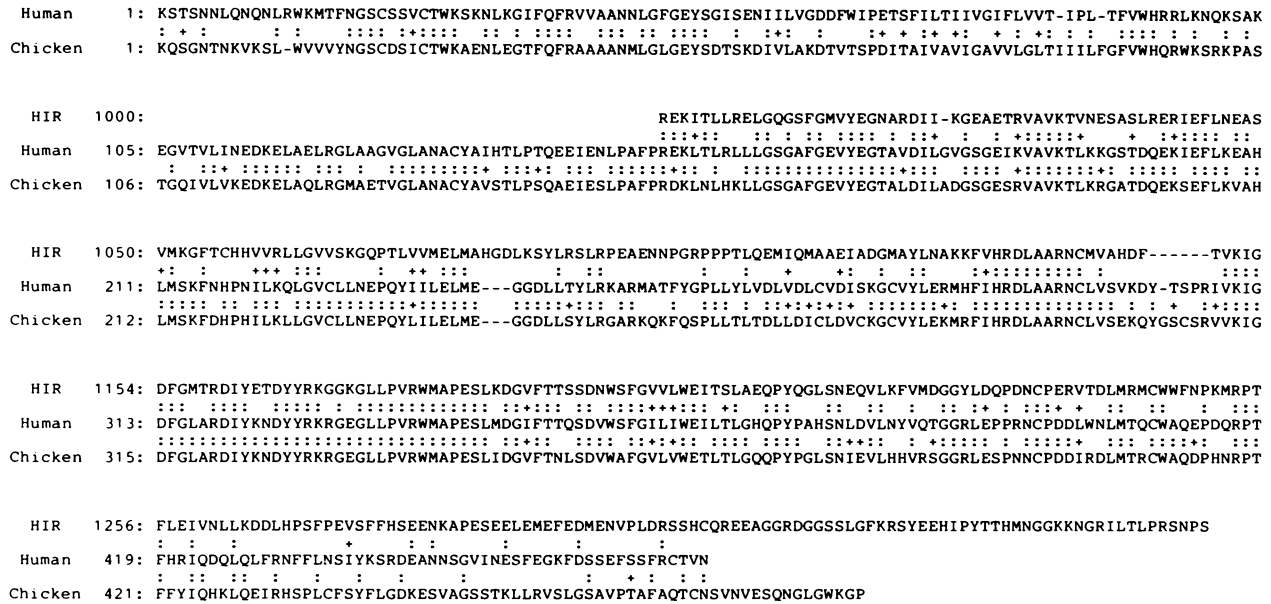 Human 1: KSTSNNLQNQNLRWKMTFNGSCSSVCTWKSKNLKGIFQFRVVAANNLGFGEYSGISENIILVGDDFWIPETSFILTIIVGIFLVVT-IPL-TFVWHRRLKNQKSAK
Chicken 1: KQSGNTNKVKSL-WVVVYNGSCDSICTWKAENLEGTFQFRAAAANMLGLGEYSDTSKDIVLAKDTVTSPDITAIVAVIGAVVLGLTIIILFGFVWHQRWKSRKPAS
HIR 1000: REKITLLRELGQGSFGMVYEGNARDII-KGEAETRVAVKTVNESASLRERIEFLNEAS
Human 105: EGVTVLINEDKELAELRGLAAGVGLANACYAIHTLPTQEEIENLPAFPREKLTLRLLLGSGAFGEVYEGTAVDILGVGSGEIKVAVKTLKKGSTDQEKIEFLKEAH
Chicken 106: TGQIVLVKEDKELAQLRGMAETVGLANACYAVSTLPSQAEIESLPAFPRDKLNLHKLLGSGAFGEVYEGTALDILADGSGESRVAVKTLKRGATDQEKSEFLKVAH
HIR 1050: VMKGFTCHHVVRLLGVVSKGQPTLVVMELMAHGDLKSYLRSLRPEAENNPGRPPPTLQEMIQMAAEIADGMAYLNAKKFVHRDLAARNCMVAHDF------TVKIG
Human 211: LMSKFNHPNILKQLGVCLLNEPQYIILELME---GGDLLTYLRKARMATFYGPLLYLVDLVDLCVDISKGCVYLERMHFIHRDLAARNCLVSVKDY-TSPRIVKIG
Chicken 212: LMSKFDHPHILKLLGVCLLNEPQYLILELME---GGDLLSYLRGARKQKFQSPLLTLTDLLDICLDVCKGCVYLEKMRFIHRDLAARNCLVSEKQYGSCSRVVKIG
HIR 1154: DFGMTRDIYETDYYRKGGKGLLPVRWMAPESLKDGVFTTSSDNWSFGVVLWEITSLAEQPYQGLSNEQVLKFVMDGGYLDQPDNCPERVTDLMRMCWWFNPKMRPT
Human 313: DFGLARDIYKNDYYRKRGEGLLPVRWMAPESLMDGIFTTQSDVWSFGILIWEILTLGHQPYPAHSNLDVLNYVQTGGRLEPPRNCPDDLWNLMTQCWAQEPDQRPT
Chicken 315: DFGLARDIYKNDYYRKRGEGLLPVRWMAPESLIDGVFTNLSDVWAFGVLVWETLTLGQQPYPGLSNIEVLHHVRSGGRLESPNNCPDDIRDLMTRCWAQDPHNRPT
HIR 1256: FLEIVNLLKDDLHPSFPEVSFFHSEENKAPESEELEMEFEDMENVPLDRSSHCQREEAGGRDGGSSLGFKRSYEEHIPYTTHMNGGKKNGRILTLPRSNPS
Human 419: FHRIQDQLQLFRNFFLNSIYKSRDEANNSGVINESFEGKFDSSEFSSFRCTVN
Chicken 421: FFYIQHKLQEIRHSPLCFSYFLGDKESVAGSSTKLLRVSLGSAVPTAFAQTCNSVNVESQNGLGWKGP